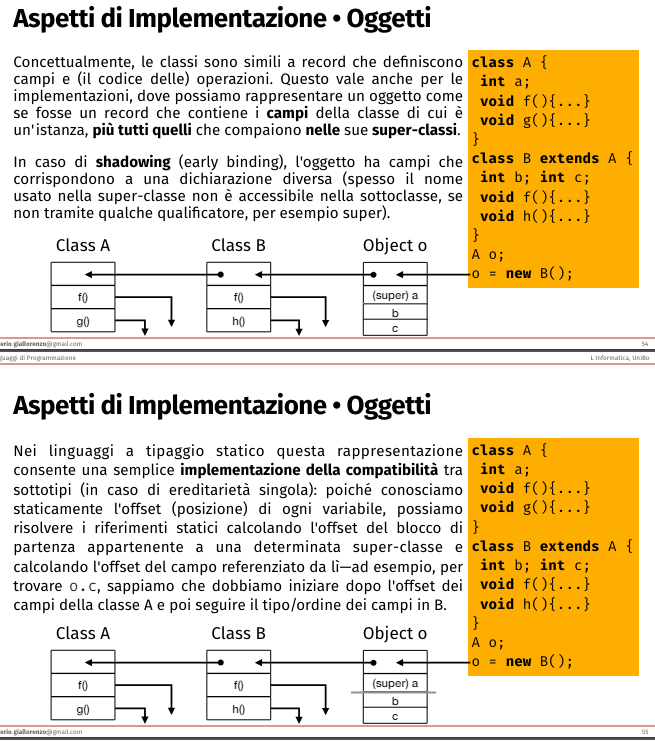 Aspetti di Implementazione • Oggetti
Concettualmente, le classi sono simili a record che definiscono
campi e (il codice delle) operazioni. Questo vale anche per le
implementazioni, dove possiamo rappresentare un oggetto come
se fosse un record che contiene i campi della classe di cui è
un'istanza, più tutti quelli che compaiono nelle sue super-classi.
In caso di shadowing (early binding), l'oggetto ha campi che
corrispondono a una dichiarazione diversa (spesso il nome
usato nella super-classe non è accessibile nella sottoclasse, se
non tramite qualche qualificatore, per esempio super).
class A {
int a;
void f(){...}
void g(){...}
}
class B extends A {
int b; int c;
void f(){...}
void h(){...}
}
A o;
o = new B();
Class A
Class B
Object o
f()
g()
f()
h()
(super) a
b
c
erio.giallorenzo@gmail.com
54
guaggi di Programmazione
L Informatica, UniBo
Aspetti di Implementazione • Oggetti
Nei linguaggi a tipaggio statico questa rappresentazione
consente una semplice implementazione della compatibilità tra
sottotipi (in caso di ereditarietà singola): poiché conosciamo
staticamente l'offset (posizione) di ogni variabile, possiamo
risolvere i riferimenti statici calcolando l'offset del blocco di
partenza appartenente a una determinata super-classe e
calcolando l'offset del campo referenziato da lì—ad esempio, per
trovare o.c, sappiamo che dobbiamo iniziare dopo l'offset dei
campi della classe A e poi seguire il tipo/ordine dei campi in B.
class A {
int a;
void f(){...}
void g(){...}
}
class B extends A {
int b; int c;
void f(){...}
void h(){...}
}
A o;
o = new B();
Class A
Class B
Object o
f()
g()
f()
h()
(super) a
b
c
erio.giallorenzo@gmail.com
55